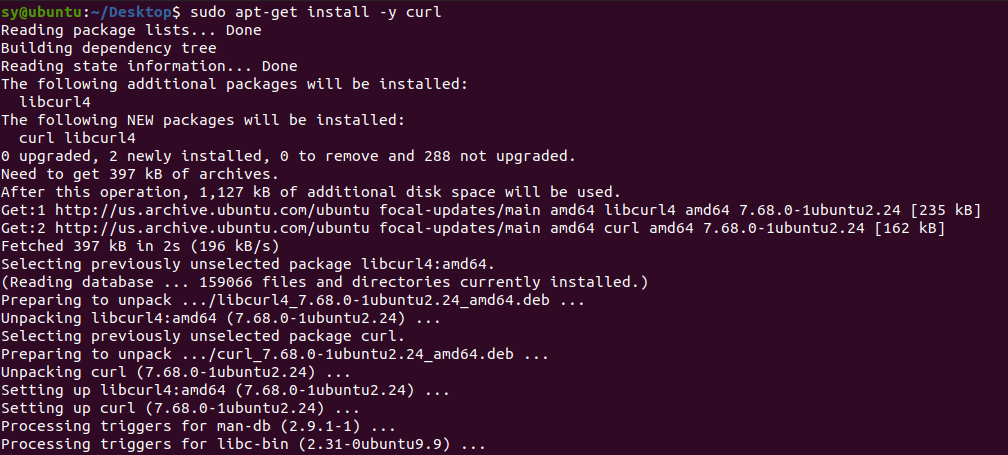 sy@ubuntu:~/Desktop$ sudo apt-get install -y curl
Reading package lists... Done
Building dependency tree
Reading state information... Done
The following additional packages will be installed:
  libcurl4
The following NEW packages will be installed:
  curl libcurl4
0 upgraded, 2 newly installed, 0 to remove and 288 not upgraded.
Need to get 397 kB of archives.
After this operation, 1,127 kB of additional disk space will be used.
Get:1 http://us.archive.ubuntu.com/ubuntu focal-updates/main amd64 libcurl4 amd64 7.68.0-1ubuntu2.24 [235 kB]
Get:2 http://us.archive.ubuntu.com/ubuntu focal-updates/main amd64 curl amd64 7.68.0-1ubuntu2.24 [162 kB]
Fetched 397 kB in 2s (196 kB/s)
Selecting previously unselected package libcurl4:amd64.
(Reading database ... 159066 files and directories currently installed.)
Preparing to unpack .../libcurl4_7.68.0-1ubuntu2.24_amd64.deb ...
Unpacking libcurl4:amd64 (7.68.0-1ubuntu2.24) ...
Selecting previously unselected package curl.
Preparing to unpack .../curl_7.68.0-1ubuntu2.24_amd64.deb ...
Unpacking curl (7.68.0-1ubuntu2.24) ...
Setting up libcurl4:amd64 (7.68.0-1ubuntu2.24) ...
Setting up curl (7.68.0-1ubuntu2.24) ...
Processing triggers for man-db (2.9.1-1) ...
Processing triggers for libc-bin (2.31-0ubuntu9.9) ...